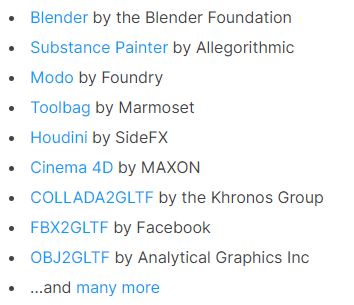 • Blender by the Blender Foundation
• Substance Painter by Allegorithmic
• Modo by Foundry
• Toolbag by Marmoset
• Houdini by SideFX
• Cinema 4D by MAXON
• COLLADA2GLTF by the Khronos Group
• FBX2GLTF by Facebook
• OBJ2GLTF by Analytical Graphics Inc
• ...and many more